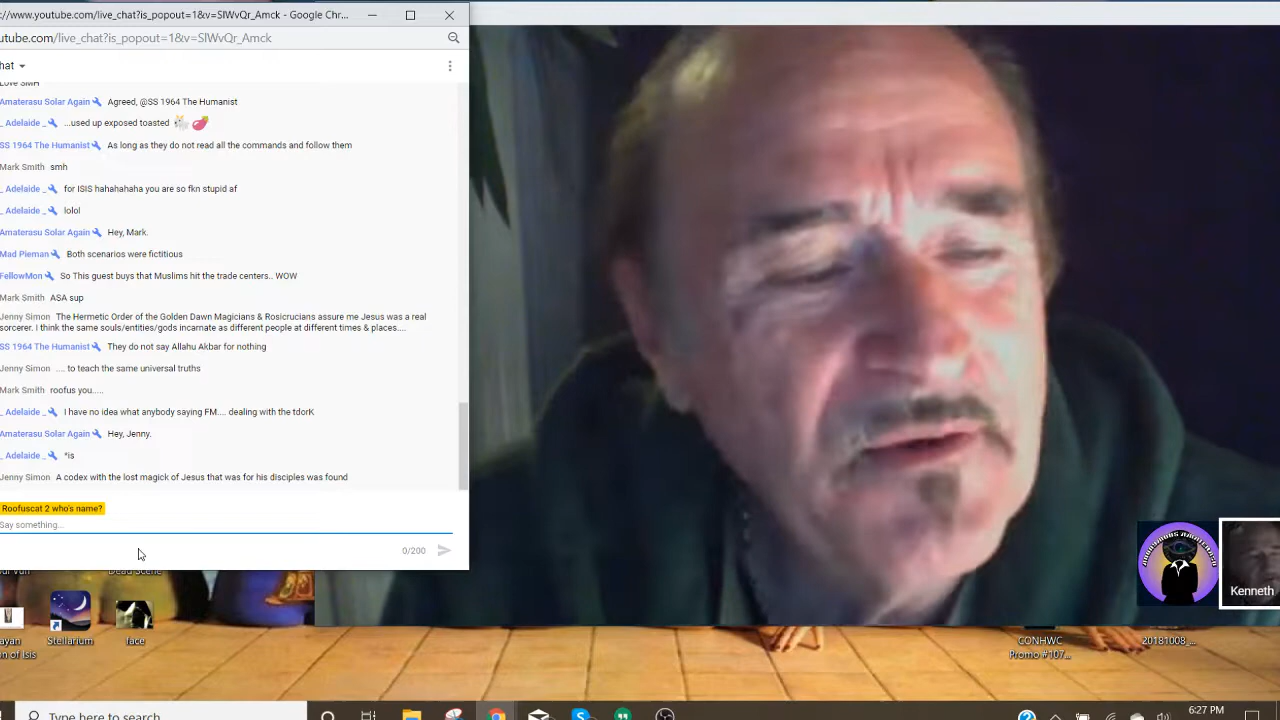 ://www.youtube.com/live_chat?is_popout=1&v=SlWvQr_Amck - Google Chr...
utube.com/live_chat?is_popout=1&v=SlWvQr_Amck
hat
Love SMH
Amaterasu Solar Again Agreed, @SS 1964 The Humanist
_ Adelaide _ ...used up exposed toasted
SS 1964 The Humanist As long as they do not read all the commands and follow them
Mark Smith smh
_ Adelaide _ for ISIS hahahahaha you are so fkn stupid af
_ Adelaide _ lolol
Amaterasu Solar Again Hey, Mark.
Mad Pieman Both scenarios were fictitious
FellowMon So This guest buys that Muslims hit the trade centers.. WOW
Mark Smith ASA sup
Jenny Simon The Hermetic Order of the Golden Dawn Magicians & Rosicrucians assure me Jesus was a real
sorcerer. I think the same souls/entities/gods incarnate as different people at different times & places....
SS 1964 The Humanist They do not say Allahu Akbar for nothing
Jenny Simon .... to teach the same universal truths
Mark Smith roofus you.....
_ Adelaide _ I have no idea what anybody saying FM.... dealing with the tdorK
Amaterasu Solar Again Hey, Jenny.
_ Adelaide _ *is
Jenny Simon A codex with the lost magick of Jesus that was for his disciples was found
Roofuscat 2 who's name?
Say something...
0/200
Dead Scene
Kenneth
ayan
n of Isis
Stellarium
face
CONHWC
Promo #107...
20181008_...
Type here to search
6:27 PM